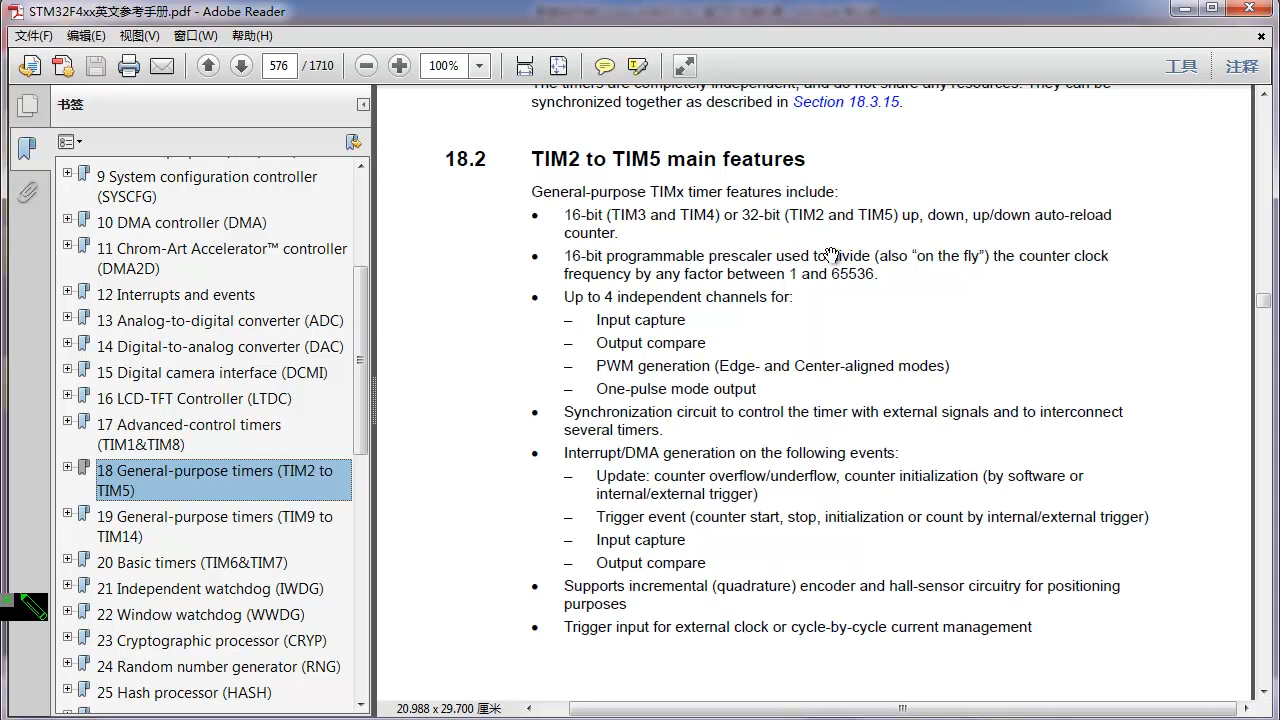 STM32F4xx英文参考手册.pdf - Adobe Reader
文件(F) 编辑(E) 视图(V) 窗口(W) 帮助(H)
576 / 1710 100% 工具 注释
书签
9 System configuration controller
(SYSCFG)
10 DMA controller (DMA)
11 Chrom-Art Accelerator™ controller
(DMA2D)
12 Interrupts and events
13 Analog-to-digital converter (ADC)
14 Digital-to-analog converter (DAC)
15 Digital camera interface (DCMI)
16 LCD-TFT Controller (LTDC)
17 Advanced-control timers
(TIM1&TIM8)
18 General-purpose timers (TIM2 to
TIM5)
19 General-purpose timers (TIM9 to
TIM14)
20 Basic timers (TIM6&TIM7)
21 Independent watchdog (IWDG)
22 Window watchdog (WWDG)
23 Cryptographic processor (CRYP)
24 Random number generator (RNG)
25 Hash processor (HASH)
The timers are completely independent, and do not share any resources. They can be
synchronized together as described in Section 18.3.15.
18.2 TIM2 to TIM5 main features
General-purpose TIMx timer features include:
• 16-bit (TIM3 and TIM4) or 32-bit (TIM2 and TIM5) up, down, up/down auto-reload
counter.
• 16-bit programmable prescaler used to divide (also “on the fly”) the counter clock
frequency by any factor between 1 and 65536.
• Up to 4 independent channels for:
– Input capture
– Output compare
– PWM generation (Edge- and Center-aligned modes)
– One-pulse mode output
• Synchronization circuit to control the timer with external signals and to interconnect
several timers.
• Interrupt/DMA generation on the following events:
– Update: counter overflow/underflow, counter initialization (by software or
internal/external trigger)
– Trigger event (counter start, stop, initialization or count by internal/external trigger)
– Input capture
– Output compare
• Supports incremental (quadrature) encoder and hall-sensor circuitry for positioning
purposes
• Trigger input for external clock or cycle-by-cycle current management
20.988 x 29.700 厘米